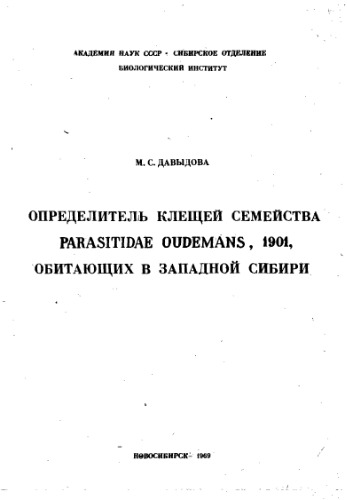 АКАДЕМИЯ НАУК СССР - СИБИРСКОЕ ОТДЕЛЕНИЕ
БИОЛОГИЧЕСКИЙ ИНСТИТУТ
М. С. ДАВЫДОВА
ОПРЕДЕЛИТЕЛЬ КЛЕЩЕЙ СЕМЕЙСТВА
PARASITIDAE OUDEMANS, 1901,
ОБИТАЮЩИХ В ЗАПАДНОЙ СИБИРИ
НОВОСИБИРСК - 1969